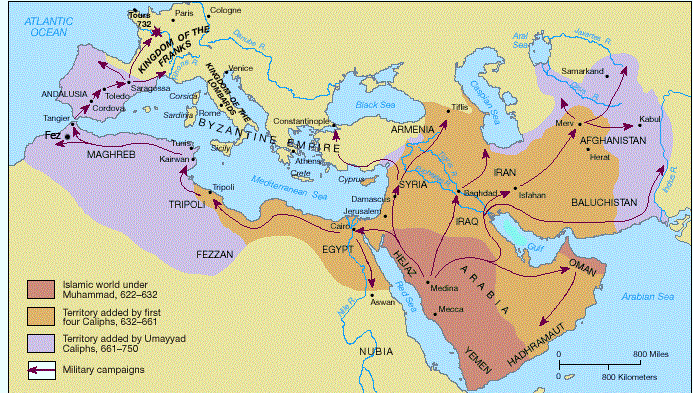 ATLANTIC
OCEAN
Tours
732
Paris
Cologne
KINGDOM OF THE
FRANKS
Danube R.
Venice
KINGDOM OF THE
LOMBARDS
ANDALUSIA
Toledo
Saragossa
Cordova
Corsica
Sardinia
Rome
Tangier
Fez
MAGHREB
Tunis
Kairwan
Sicily
BYZANTINE EMPIRE
Constantinople
Athens
Crete
Cyprus
Black Sea
Mediterranean Sea
Tripoli
TRIPOLI
FEZZAN
Aral
Sea
Jaxartes R.
Samarkand
Caspian Sea
Tiflis
ARMENIA
Merv
Kabul
AFGHANISTAN
Herat
IRAN
SYRIA
Baghdad
Isfahan
BALUCHISTAN
Indus R.
Damascus
Jerusalem
IRAQ
Cairo
EGYPT
Gulf
HEJAZ
ARABIA
OMAN
Medina
Mecca
Red Sea
Arabian Sea
Aswan
Nile R.
NUBIA
YEMEN
HADHRAMAUT
Islamic world under
Muhammad, 622–632
Territory added by first
four Caliphs, 632–661
Territory added by Umayyad
Caliphs, 661–750
Military campaigns
0 800 Miles
0 800 Kilometers